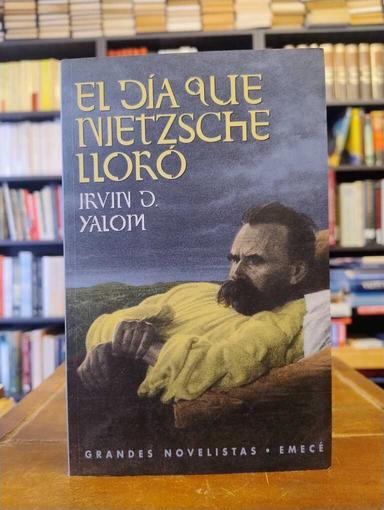 EL DÍA QUE
NIETZSCHE
LLORÓ
IRVIN D.
YALOM
GRANDES NOVELISTAS • EMECÉ